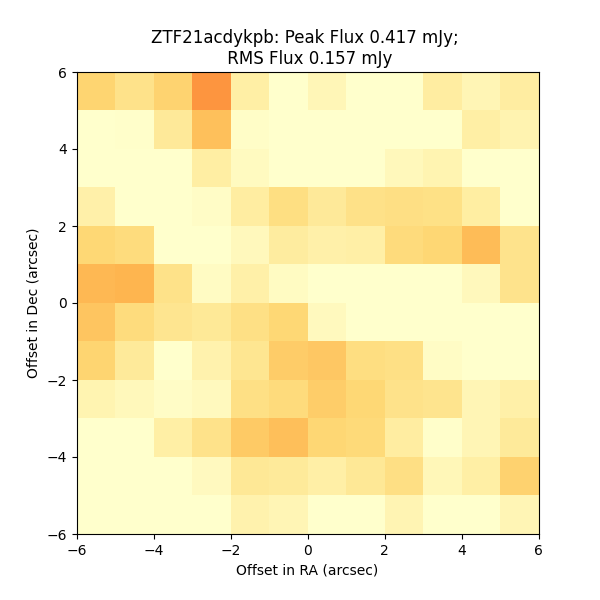 ZTF21acdykpb: Peak Flux 0.417 mJy;
RMS Flux 0.157 mJy
6
4
2
0
−2
−4
−6
Offset in Dec (arcsec)
−6 −4 −2 0 2 4 6
Offset in RA (arcsec)